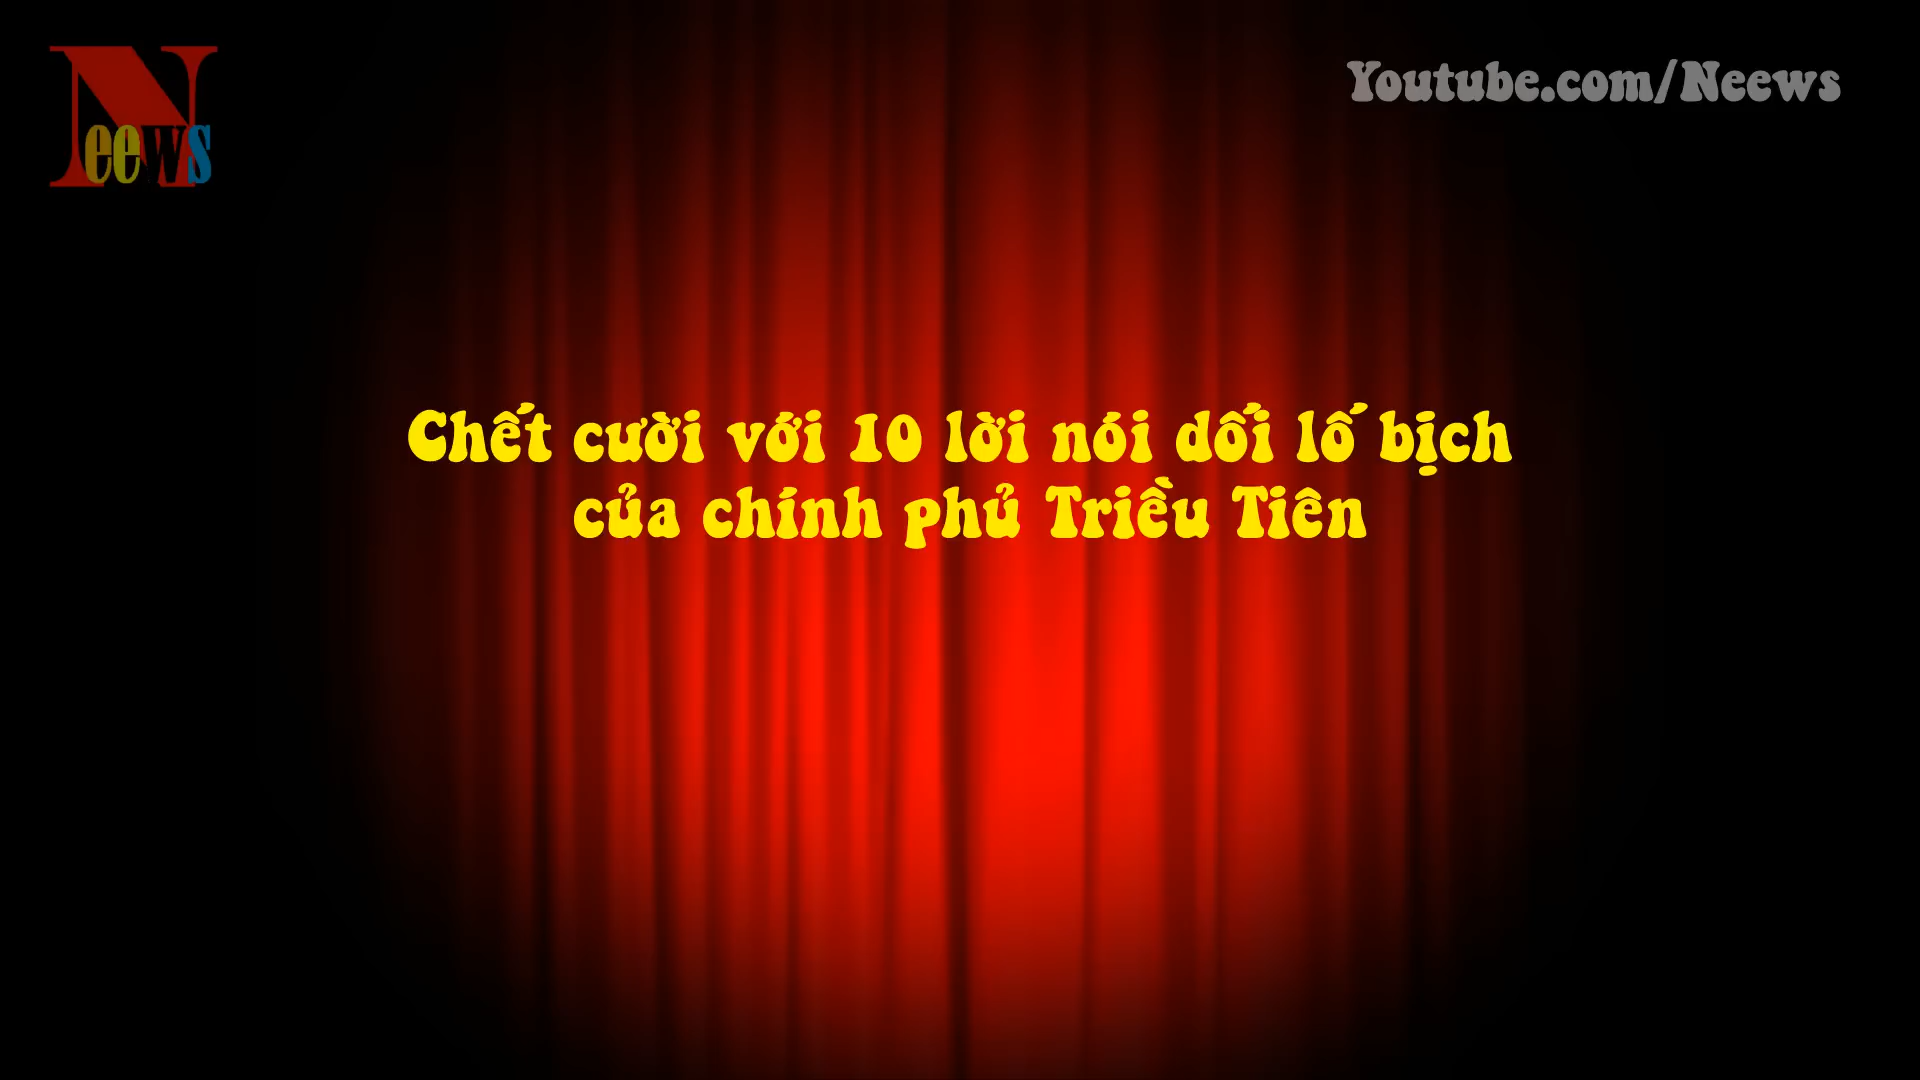 Neews
Youtube.com/Neews
Chết cười với 10 lời nói dối lố bịch
của chính phủ Triều Tiên